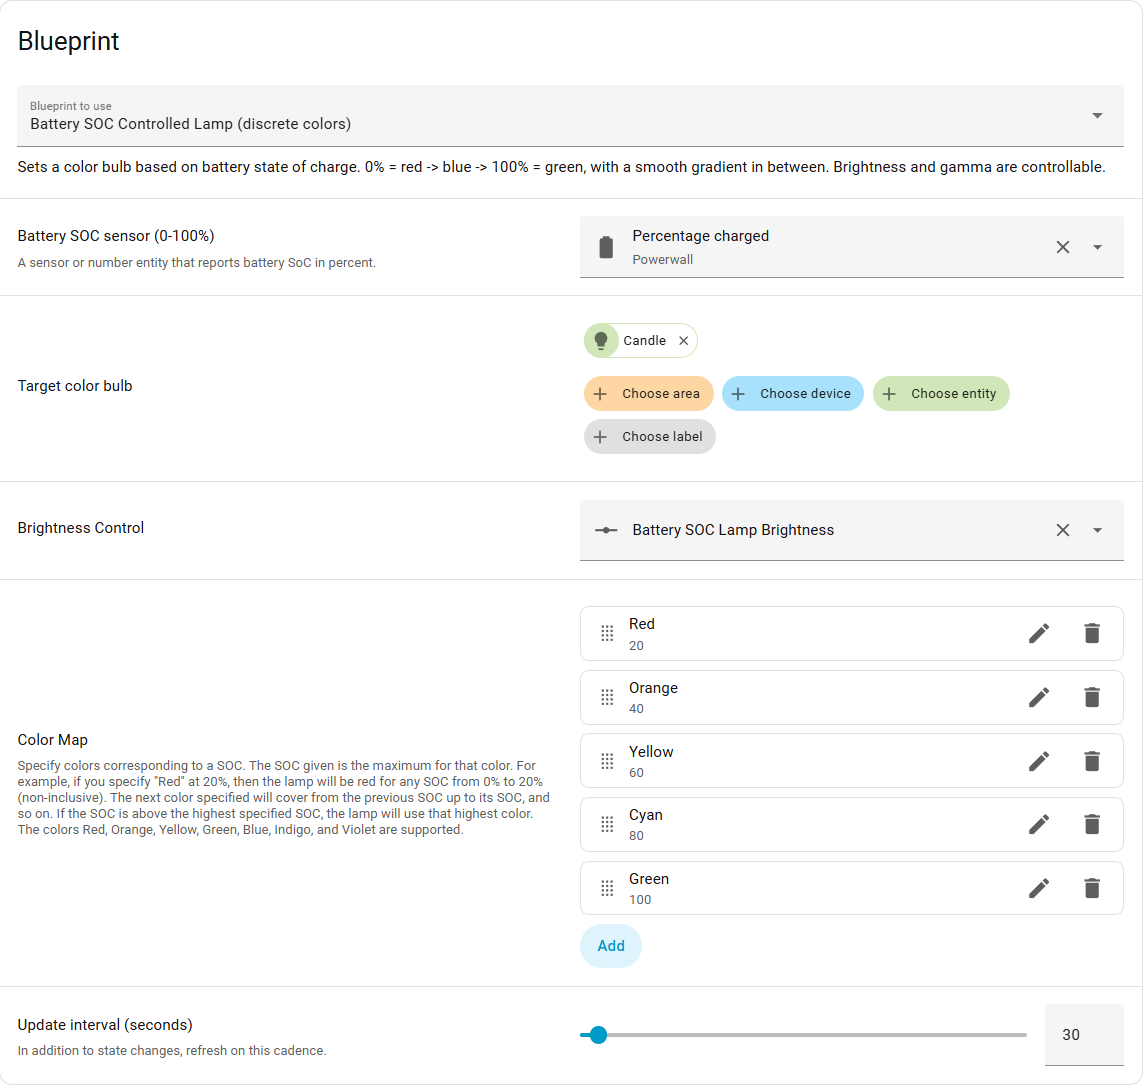 Blueprint
Blueprint to use
Battery SOC Controlled Lamp (discrete colors)
Sets a color bulb based on battery state of charge. 0% = red -> blue -> 100% = green, with a smooth gradient in between. Brightness and gamma are controllable.
Battery SOC sensor (0-100%)
A sensor or number entity that reports battery SoC in percent.
Percentage charged
Powerwall
Target color bulb
Candle
Choose area
Choose device
Choose entity
Choose label
Brightness Control
Battery SOC Lamp Brightness
Color Map
Specify colors corresponding to a SOC. The SOC given is the maximum for that color. For
example, if you specify "Red" at 20%, then the lamp will be red for any SOC from 0% to 20%
(non-inclusive). The next color specified will cover from the previous SOC up to its SOC, and
so on. If the SOC is above the highest specified SOC, the lamp will use that highest color.
The colors Red, Orange, Yellow, Green, Blue, Indigo, and Violet are supported.
Red
20
Orange
40
Yellow
60
Cyan
80
Green
100
Add
Update interval (seconds)
In addition to state changes, refresh on this cadence.
30